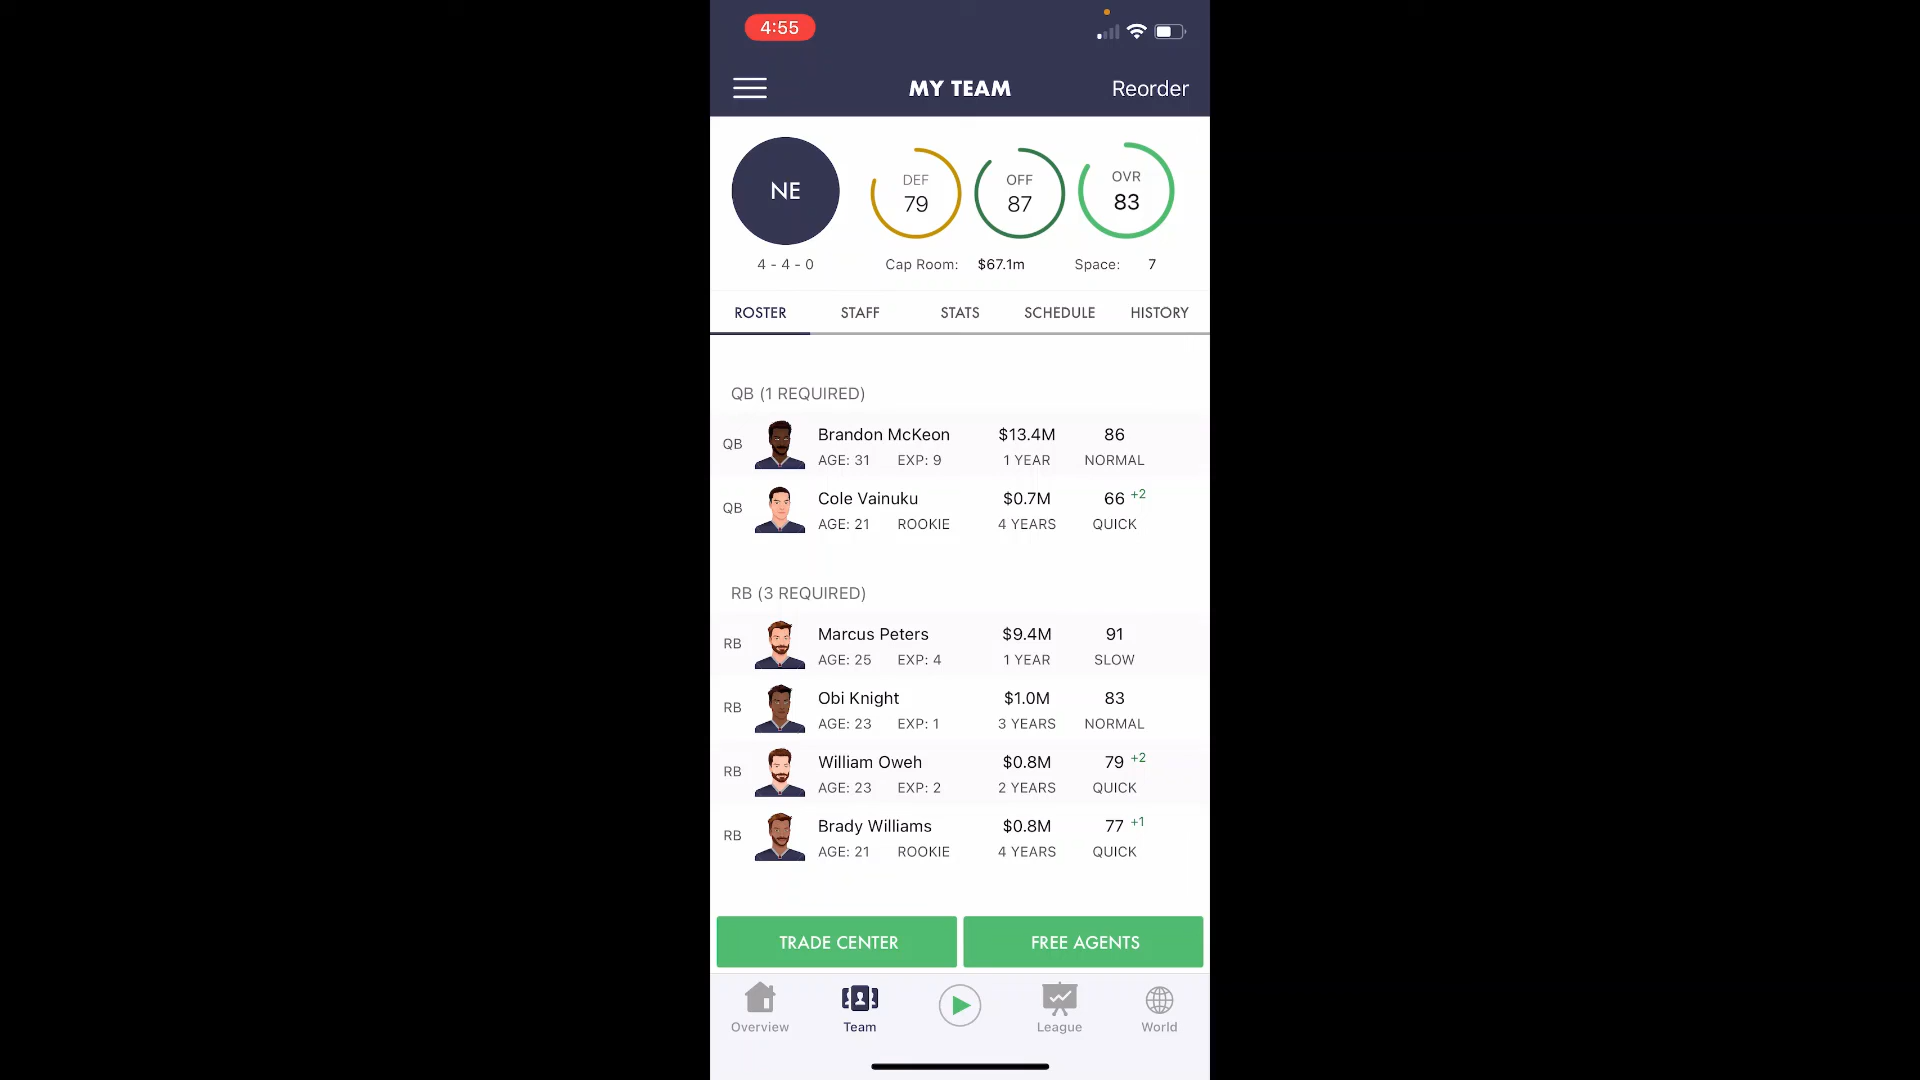 4:55
MY TEAM
Reorder
NE
DEF
79
OFF
87
OVR
83
4 - 4 - 0
Cap Room: $67.1m
Space: 7
ROSTER STAFF STATS SCHEDULE HISTORY
QB (1 REQUIRED)
QB Brandon McKeon $13.4M 86
AGE: 31 EXP: 9 1 YEAR NORMAL
QB Cole Vainuku $0.7M 66 +2
AGE: 21 ROOKIE 4 YEARS QUICK
RB (3 REQUIRED)
RB Marcus Peters $9.4M 91
AGE: 25 EXP: 4 1 YEAR SLOW
RB Obi Knight $1.0M 83
AGE: 23 EXP: 1 3 YEARS NORMAL
RB William Oweh $0.8M 79 +2
AGE: 23 EXP: 2 2 YEARS QUICK
RB Brady Williams $0.8M 77 +1
AGE: 21 ROOKIE 4 YEARS QUICK
TRADE CENTER FREE AGENTS
Overview Team League World